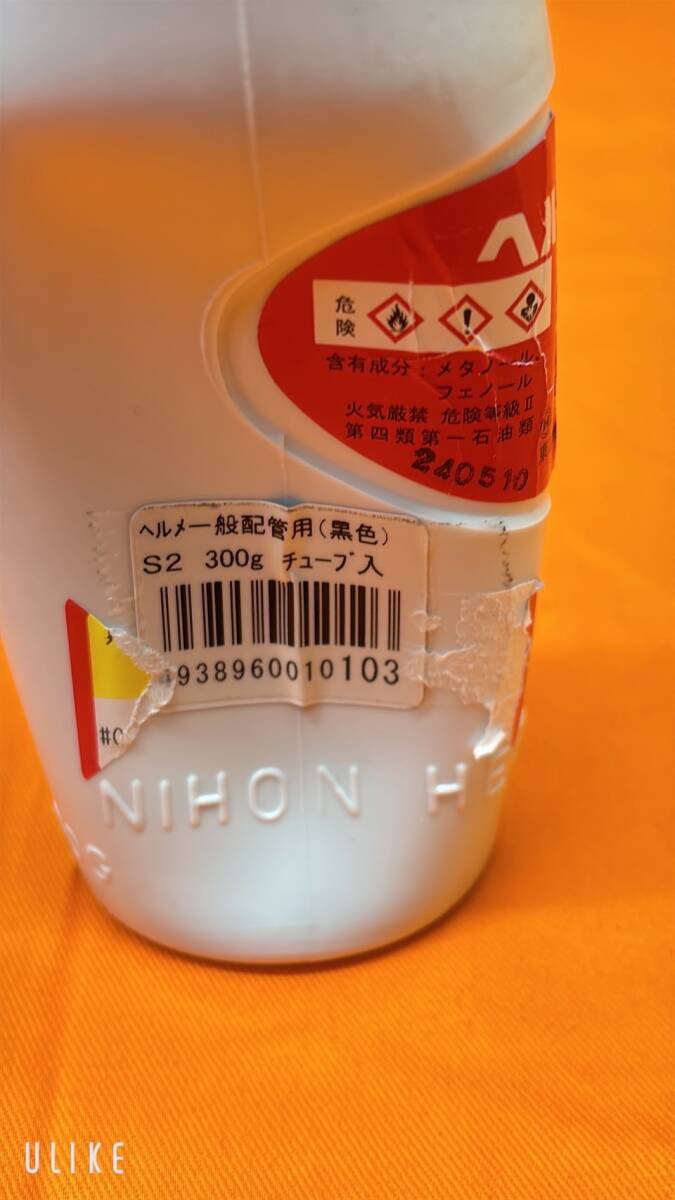 ヘル
危険
含有成分：メタノール、
フェノール
火気厳禁 危険等級Ⅱ
第四類第一石油類
240510
ヘルメ一般配管用(黒色)
S2 300g チューブ入
4938960010103
NIHON HE
ULIKE